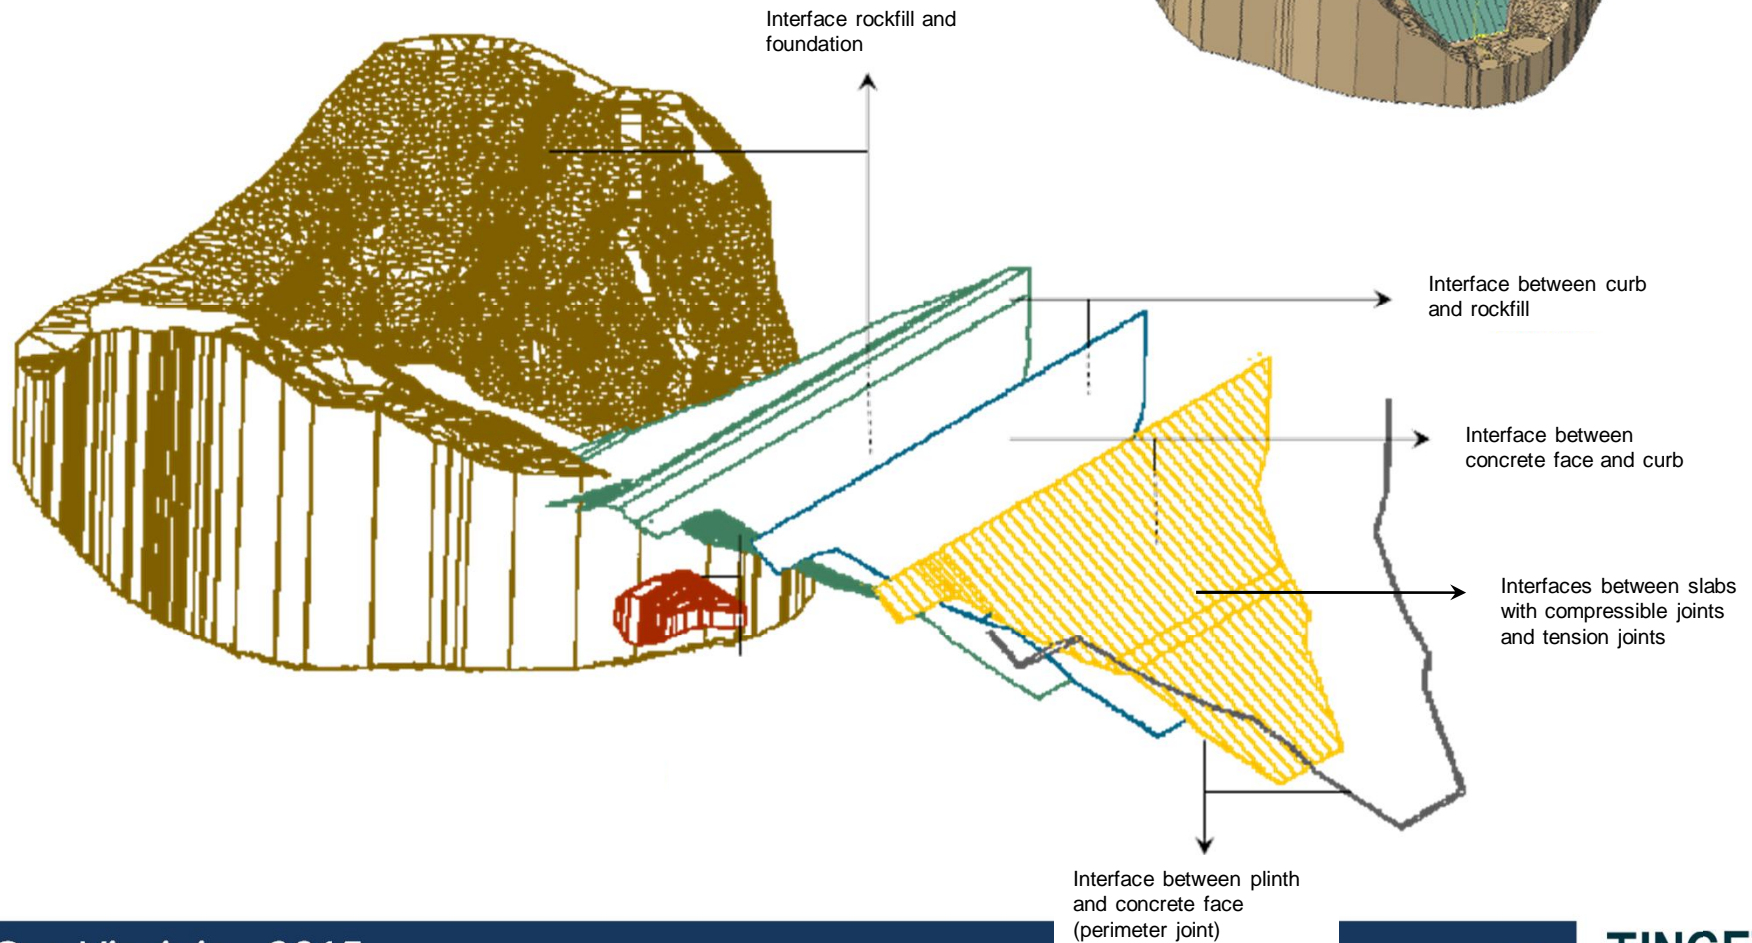 Interface rockfill and
foundation
Interface between curb
and rockfill
Interface between
concrete face and curb
Interfaces between slabs
with compressible joints
and tension joints
Interface between plinth
and concrete face
(perimeter joint)